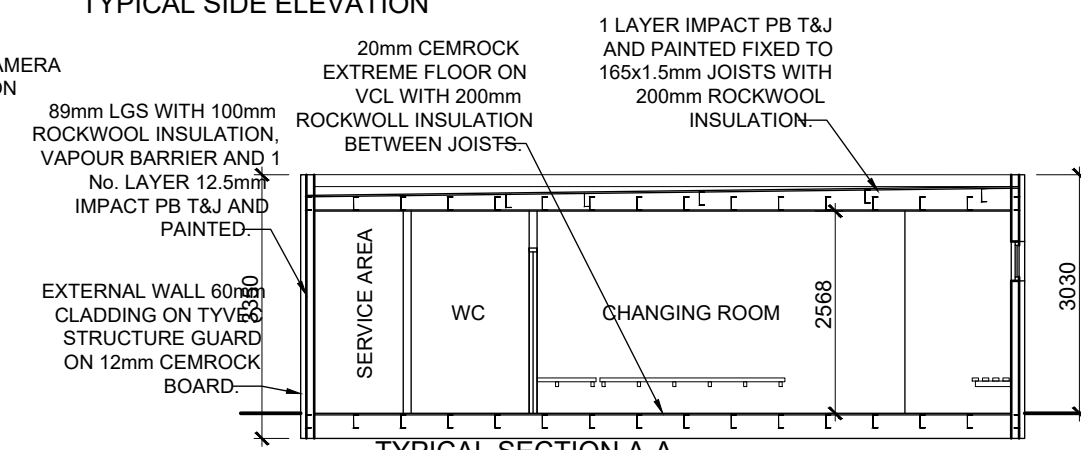 TYPICAL SIDE ELEVATION
AMERA
ON
89mm LGS WITH 100mm
ROCKWOOL INSULATION,
VAPOUR BARRIER AND 1
No. LAYER 12.5mm
IMPACT PB T&J AND
PAINTED.
EXTERNAL WALL 60mm
CLADDING ON TYVEC
STRUCTURE GUARD
ON 12mm CEMROCK
BOARD.
20mm CEMROCK
EXTREME FLOOR ON
VCL WITH 200mm
ROCKWOLL INSULATION
BETWEEN JOISTS.
1 LAYER IMPACT PB T&J
AND PAINTED FIXED TO
165x1.5mm JOISTS WITH
200mm ROCKWOOL
INSULATION.
SERVICE AREA
WC
CHANGING ROOM
2568
3030
TYPICAL SECTION A-A